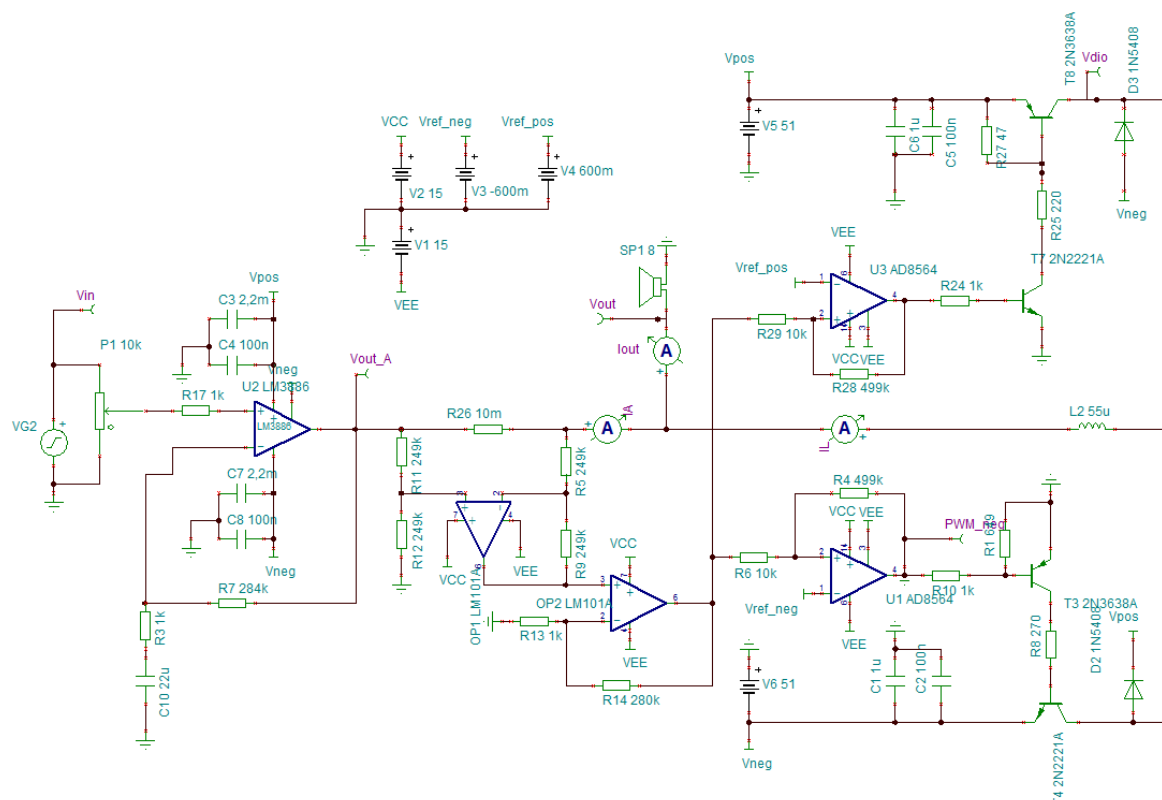 Vpos
T8 2N3638A
Vdio
D3 1N5408
V5 51
C6 1u
C5 100n
R27 47
Vneg
R25 220
VCC
Vref_neg
Vref_pos
V2 15
V3 -600m
V4 600m
V1 15
VEE
SP1 8
Vout
Iout
A
VEE
U3 AD8564
Vref_pos
R24 1k
T7 2N2221A
R29 10k
VCC
VEE
R28 499k
Vin
P1 10k
VG2
Vpos
C3 2,2m
C4 100n
Vneg
U2 LM3886
LM3886
R17 1k
Vout_A
C7 2,2m
C8 100n
Vneg
R7 284k
R3 1k
C10 22u
R26 10m
IA
A
IL
A
L2 55u
R11 249k
R12 249k
R5 249k
R9 249k
VCC
VEE
OP1 LM101A
VCC
OP2 LM101A
VEE
R13 1k
R14 280k
R4 499k
VCC
VEE
R6 10k
PWM_neg
U1 AD8564
Vref_neg
VEE
R10 1k
T3 2N3638A
R8 270
D2 1N5408
Vpos
V6 51
C1 1u
C2 100n
Vneg
2N2221A